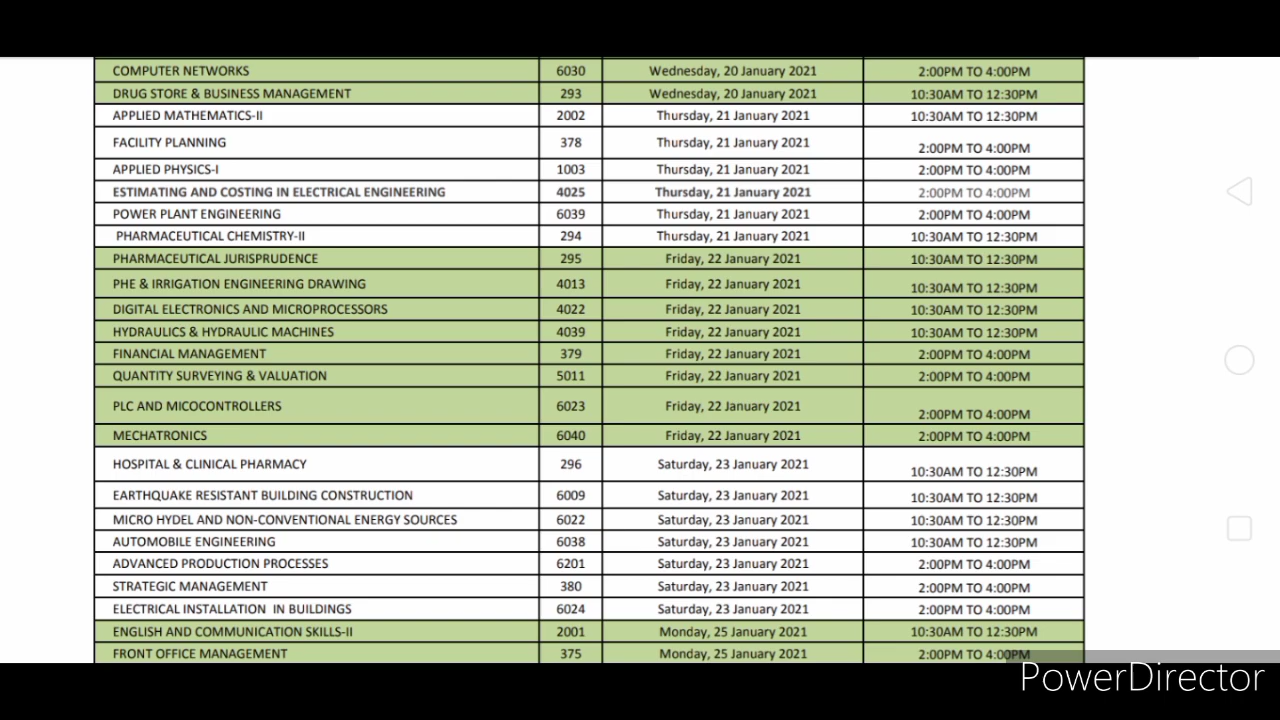 COMPUTER NETWORKS 6030 Wednesday, 20 January 2021 2:00PM TO 4:00PM
DRUG STORE & BUSINESS MANAGEMENT 293 Wednesday, 20 January 2021 10:30AM TO 12:30PM
APPLIED MATHEMATICS-II 2002 Thursday, 21 January 2021 10:30AM TO 12:30PM
FACILITY PLANNING 378 Thursday, 21 January 2021 2:00PM TO 4:00PM
APPLIED PHYSICS-I 1003 Thursday, 21 January 2021 2:00PM TO 4:00PM
ESTIMATING AND COSTING IN ELECTRICAL ENGINEERING 4025 Thursday, 21 January 2021 2:00PM TO 4:00PM
POWER PLANT ENGINEERING 6039 Thursday, 21 January 2021 2:00PM TO 4:00PM
PHARMACEUTICAL CHEMISTRY-II 294 Thursday, 21 January 2021 10:30AM TO 12:30PM
PHARMACEUTICAL JURISPRUDENCE 295 Friday, 22 January 2021 10:30AM TO 12:30PM
PHE & IRRIGATION ENGINEERING DRAWING 4013 Friday, 22 January 2021 10:30AM TO 12:30PM
DIGITAL ELECTRONICS AND MICROPROCESSORS 4022 Friday, 22 January 2021 10:30AM TO 12:30PM
HYDRAULICS & HYDRAULIC MACHINES 4039 Friday, 22 January 2021 10:30AM TO 12:30PM
FINANCIAL MANAGEMENT 379 Friday, 22 January 2021 2:00PM TO 4:00PM
QUANTITY SURVEYING & VALUATION 5011 Friday, 22 January 2021 2:00PM TO 4:00PM
PLC AND MICOCONTROLLERS 6023 Friday, 22 January 2021 2:00PM TO 4:00PM
MECHATRONICS 6040 Friday, 22 January 2021 2:00PM TO 4:00PM
HOSPITAL & CLINICAL PHARMACY 296 Saturday, 23 January 2021 10:30AM TO 12:30PM
EARTHQUAKE RESISTANT BUILDING CONSTRUCTION 6009 Saturday, 23 January 2021 10:30AM TO 12:30PM
MICRO HYDEL AND NON-CONVENTIONAL ENERGY SOURCES 6022 Saturday, 23 January 2021 10:30AM TO 12:30PM
AUTOMOBILE ENGINEERING 6038 Saturday, 23 January 2021 10:30AM TO 12:30PM
ADVANCED PRODUCTION PROCESSES 6201 Saturday, 23 January 2021 2:00PM TO 4:00PM
STRATEGIC MANAGEMENT 380 Saturday, 23 January 2021 2:00PM TO 4:00PM
ELECTRICAL INSTALLATION IN BUILDINGS 6024 Saturday, 23 January 2021 2:00PM TO 4:00PM
ENGLISH AND COMMUNICATION SKILLS-II 2001 Monday, 25 January 2021 10:30AM TO 12:30PM
FRONT OFFICE MANAGEMENT 375 Monday, 25 January 2021 2:00PM TO 4:00PM
PowerDirector